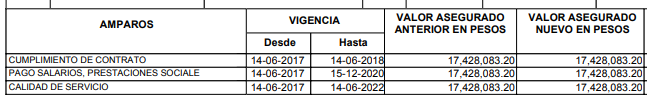 AMPAROS VIGENCIA VALOR ASEGURADO ANTERIOR EN PESOS VALOR ASEGURADO NUEVO EN PESOS
Desde Hasta
CUMPLIMIENTO DE CONTRATO 14-06-2017 14-06-2018 17,428,083.20 17,428,083.20
PAGO SALARIOS, PRESTACIONES SOCIALE 14-06-2017 15-12-2020 17,428,083.20 17,428,083.20
CALIDAD DE SERVICIO 14-06-2017 14-06-2022 17,428,083.20 17,428,083.20